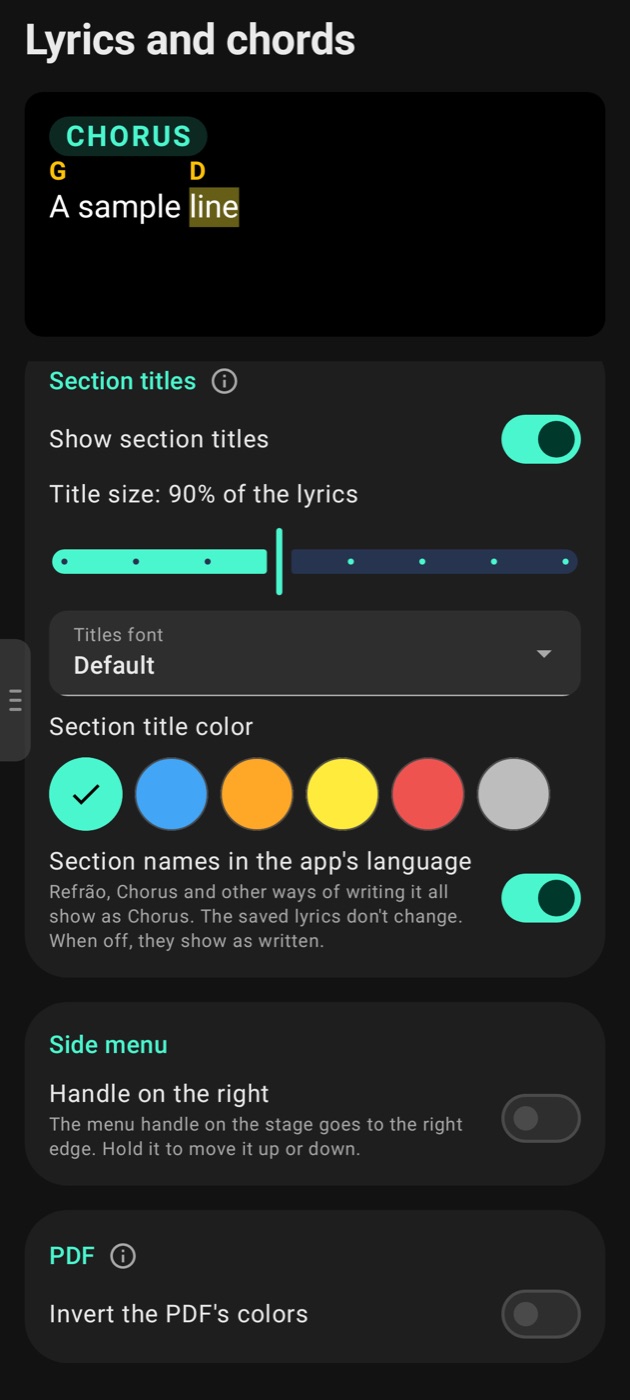 Lyrics and chords
CHORUS
G D
A sample line
Section titles
Show section titles
Title size: 90% of the lyrics
Titles font
Default
Section title color
Section names in the app's language
Refrão, Chorus and other ways of writing it all
show as Chorus. The saved lyrics don't change.
When off, they show as written.
Side menu
Handle on the right
The menu handle on the stage goes to the right
edge. Hold it to move it up or down.
PDF
Invert the PDF's colors